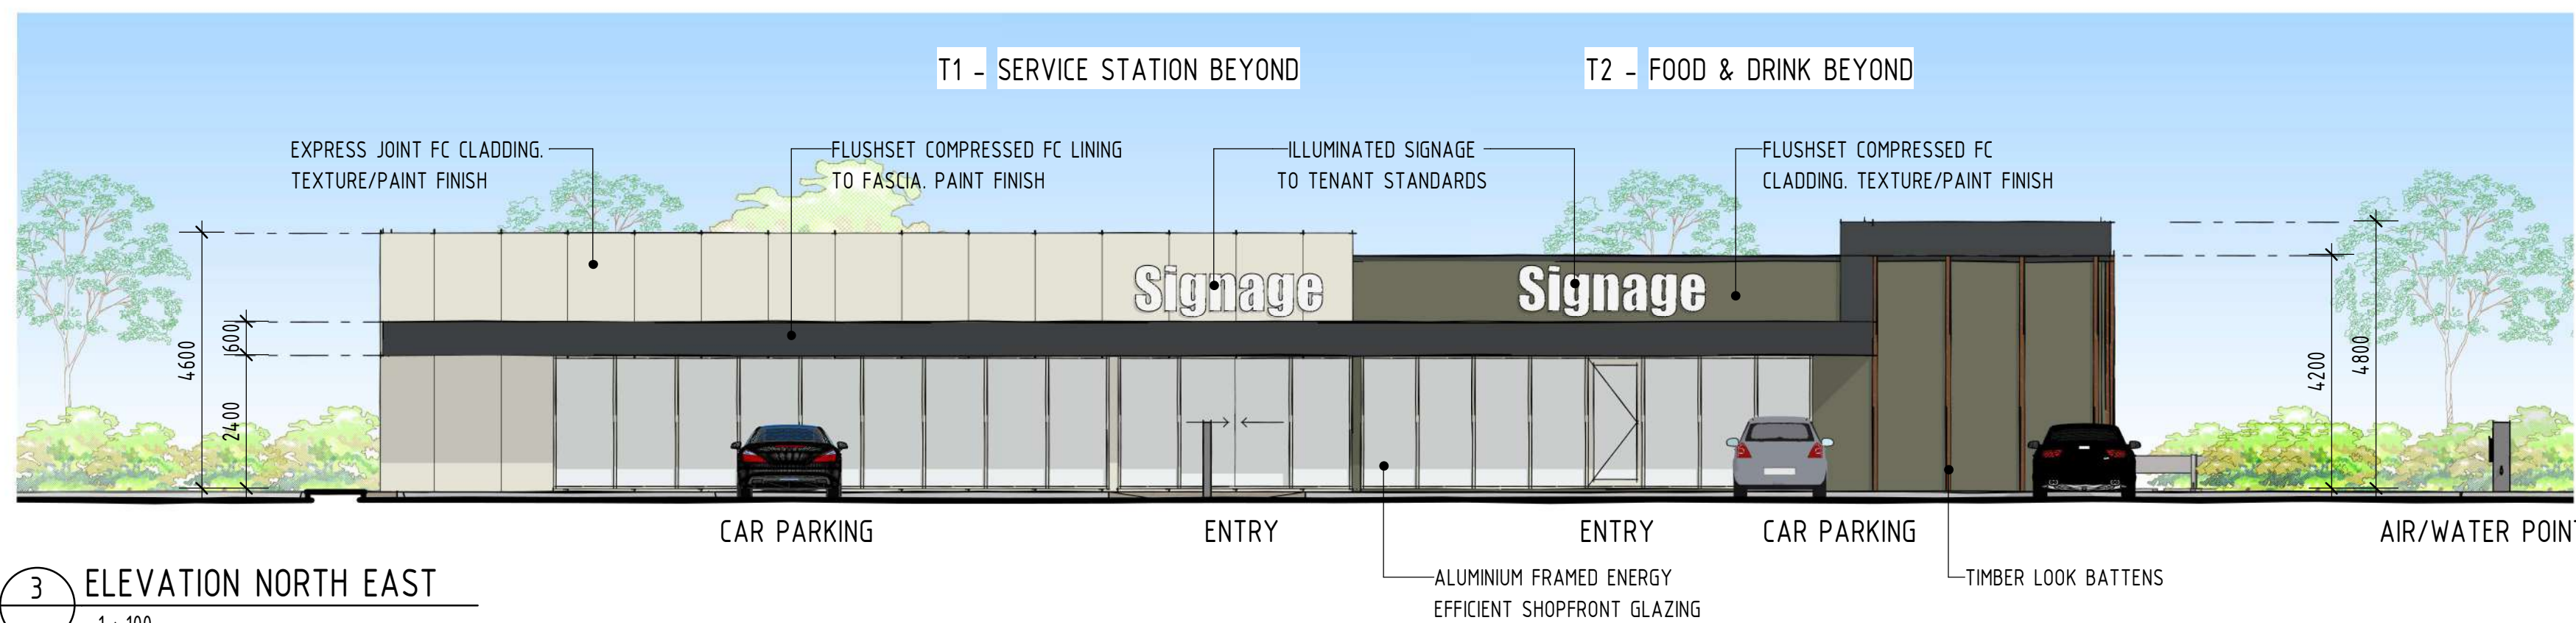 T1 - SERVICE STATION BEYOND
T2 - FOOD & DRINK BEYOND
EXPRESS JOINT FC CLADDING.
TEXTURE/PAINT FINISH
FLUSHSET COMPRESSED FC LINING
TO FASCIA. PAINT FINISH
ILLUMINATED SIGNAGE
TO TENANT STANDARDS
FLUSHSET COMPRESSED FC
CLADDING. TEXTURE/PAINT FINISH
Signage
Signage
4600
600
2400
4200
4800
CAR PARKING
ENTRY
ENTRY
CAR PARKING
AIR/WATER POINT
ALUMINIUM FRAMED ENERGY
EFFICIENT SHOPFRONT GLAZING
TIMBER LOOK BATTENS
3
ELEVATION NORTH EAST
1 : 100